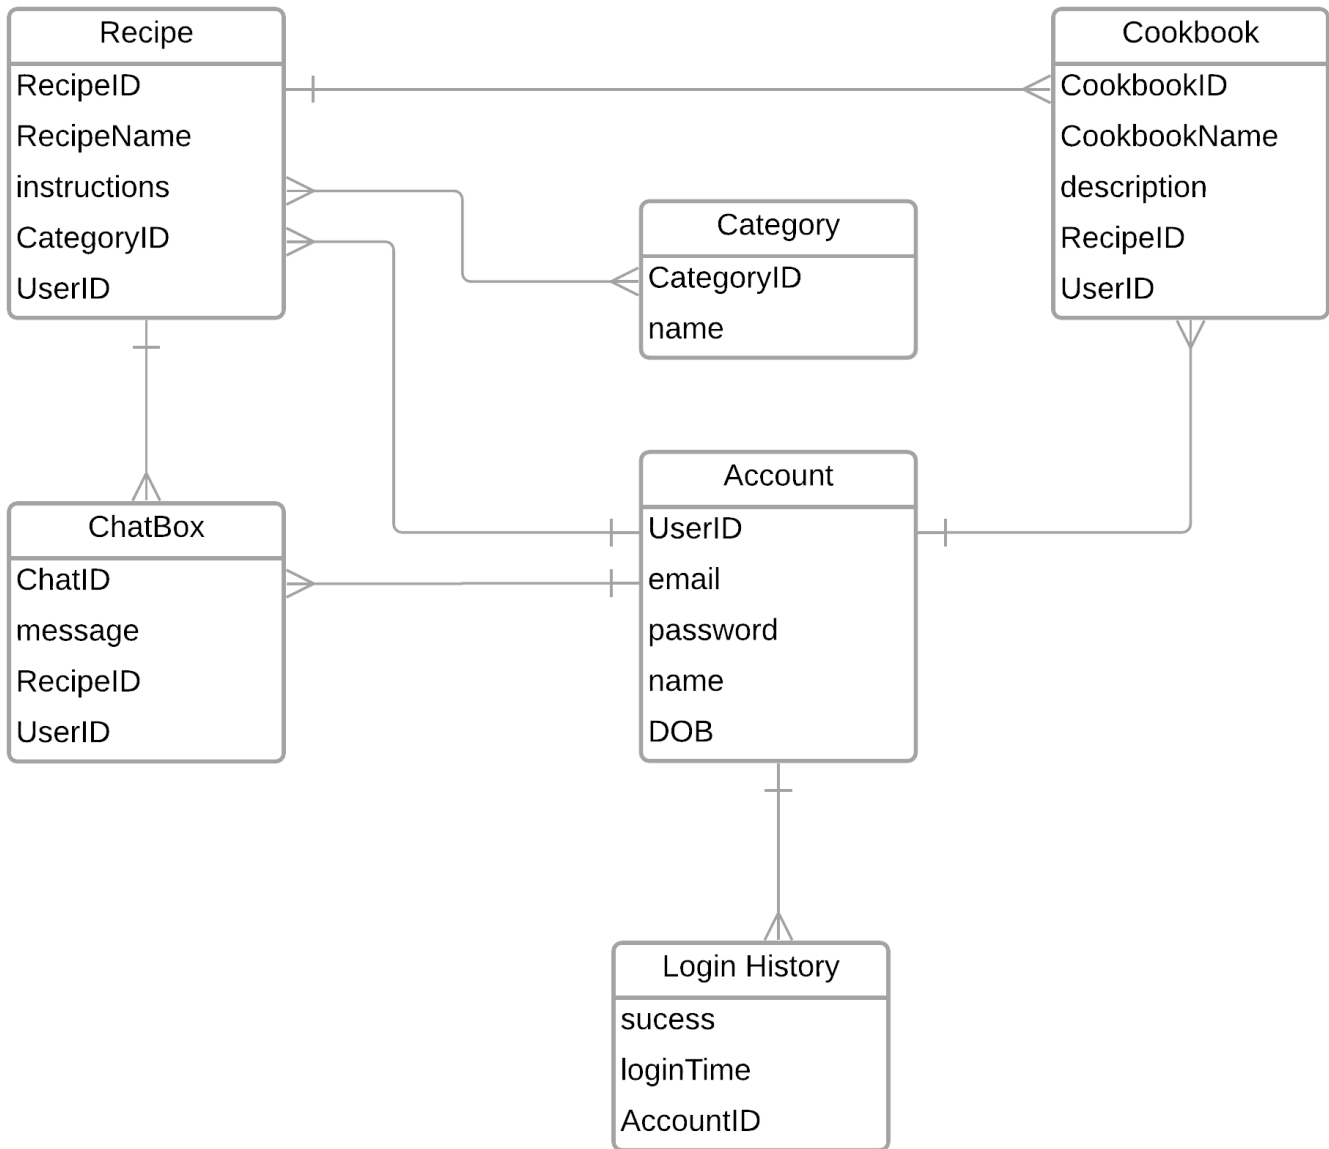 Recipe
RecipeID
RecipeName
instructions
CategoryID
UserID
Cookbook
CookbookID
CookbookName
description
RecipeID
UserID
Category
CategoryID
name
Account
UserID
email
password
name
DOB
ChatBox
ChatID
message
RecipeID
UserID
Login History
sucess
loginTime
AccountID